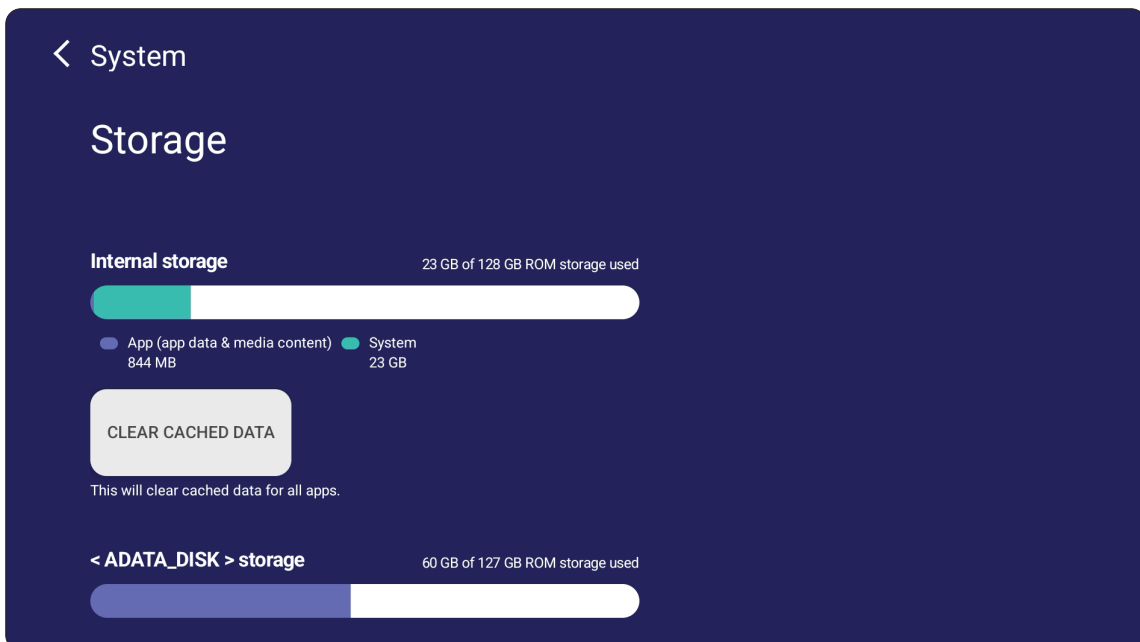 System
Storage
Internal storage
23 GB of 128 GB ROM storage used
App (app data & media content)
844 MB
System
23 GB
CLEAR CACHED DATA
This will clear cached data for all apps.
< ADATA_DISK > storage
60 GB of 127 GB ROM storage used